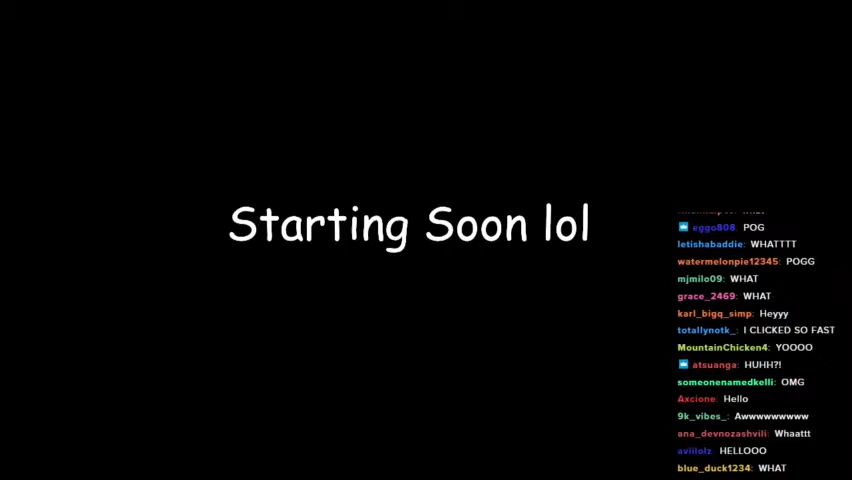 Starting Soon lol
eggo808: POG
letishabaddie: WHATTTT
watermelonpie12345: POGG
mjmilo09: WHAT
grace_2469: WHAT
karl_bigq_simp: Heyyy
totallynotk_: I CLICKED SO FAST
MountainChicken4: YOOOO
atsuanga: HUHH?!
someonenamedkelli: OMG
Axcione: Hello
9k_vibes_: Awwwwwwwww
ana_devnozashvili: Whaattt
aviilolz: HELLOOO
blue_duck1234: WHAT